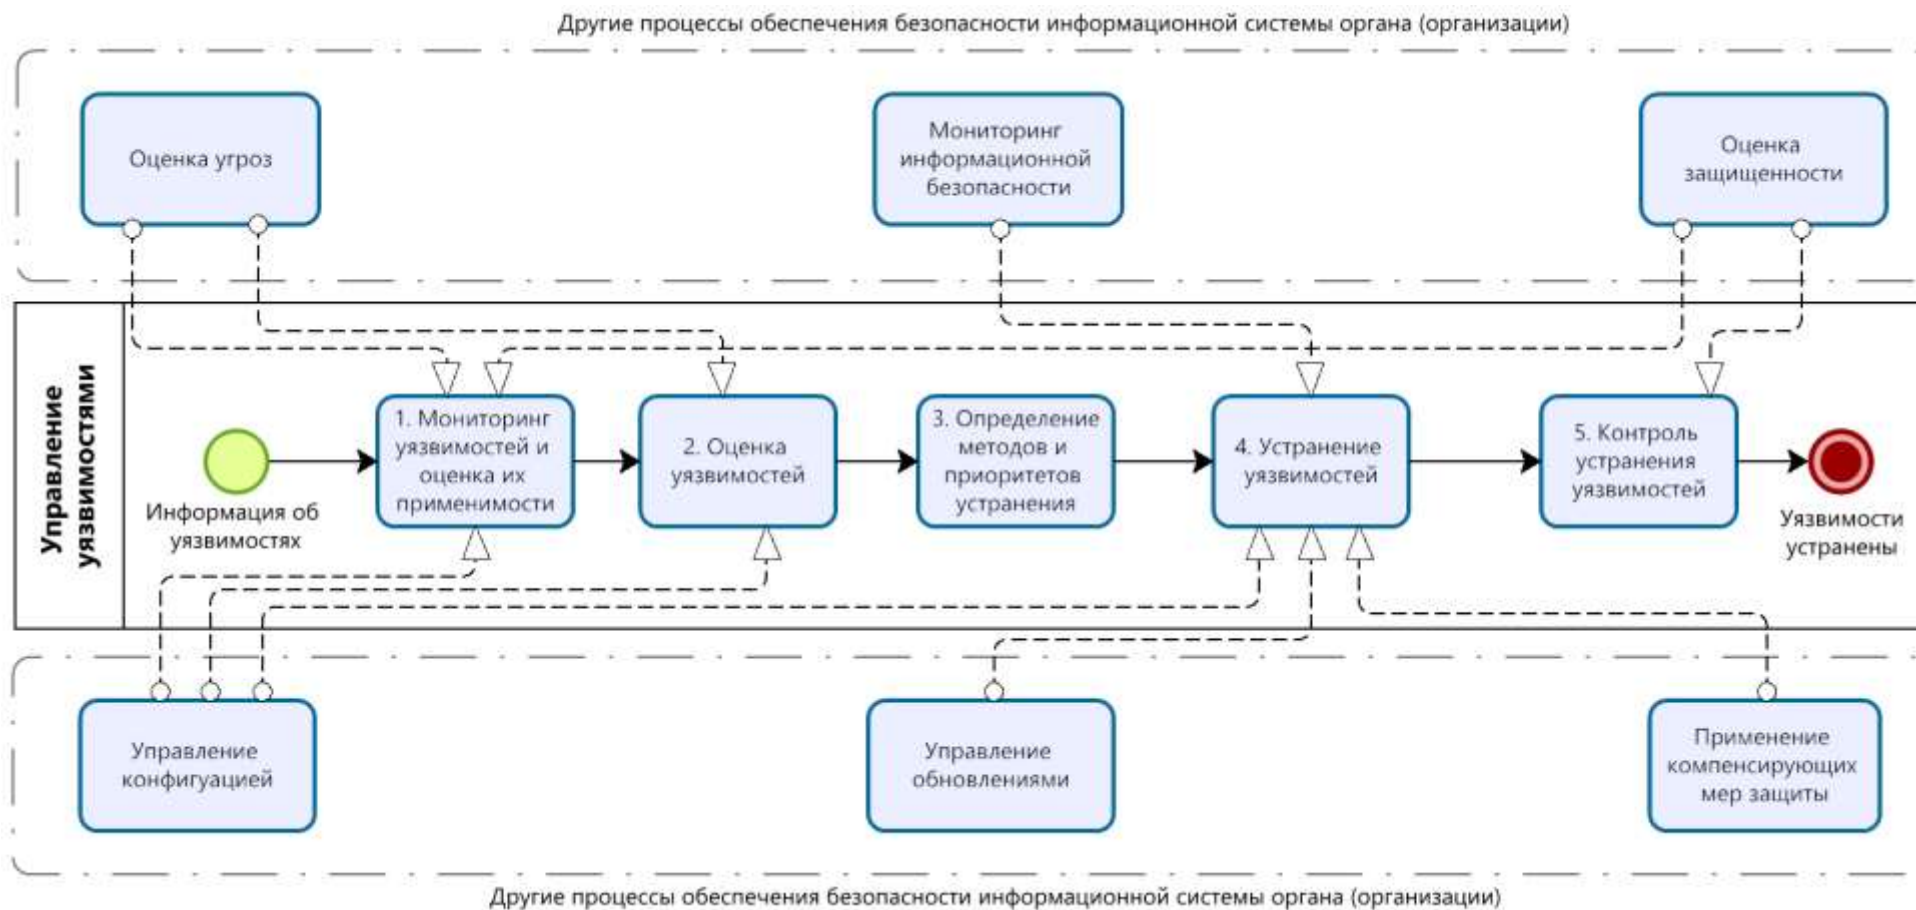 Другие процессы обеспечения безопасности информационной системы органа (организации)
Оценка угроз
Мониторинг
информационной
безопасности
Оценка
защищенности
Управление
уязвимостями
Информация об
уязвимостях
1. Мониторинг
уязвимостей и
оценка их
применимости
2. Оценка
уязвимостей
3. Определение
методов и
приоритетов
устранения
4. Устранение
уязвимостей
5. Контроль
устранения
уязвимостей
Уязвимости
устранены
Управление
конфигуацией
Управление
обновлениями
Применение
компенсирующих
мер защиты
Другие процессы обеспечения безопасности информационной системы органа (организации)